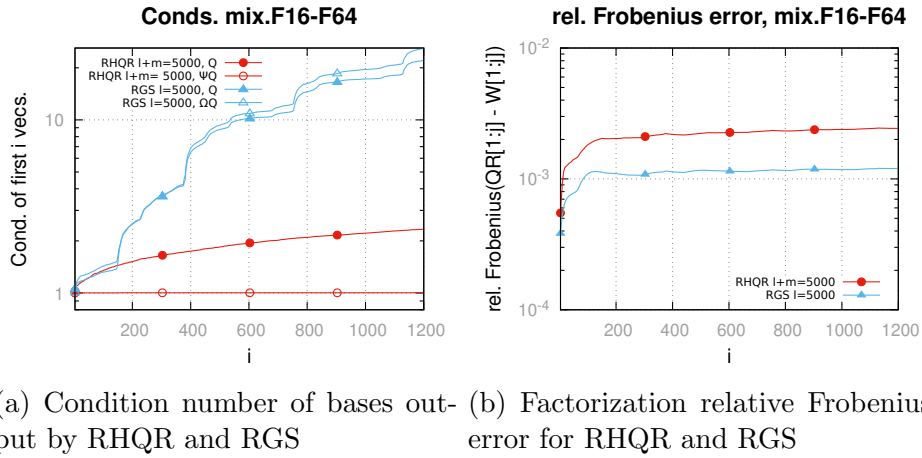 Conds. mix.F16-F64
RHQR l+m=5000, Q
RHQR l+m= 5000, ΨQ
RGS l=5000, Q
RGS l=5000, ΩQ
Cond. of first i vecs.
10
1
200 400 600 800 1000 1200
i
rel. Frobenius error, mix.F16-F64
rel. Frobenius(QR[1:j] - W[1:j])
10^-2
10^-3
10^-4
RHQR l+m=5000
RGS l=5000
200 400 600 800 1000 1200
i
(a) Condition number of bases out-
put by RHQR and RGS
(b) Factorization relative Frobenius
error for RHQR and RGS